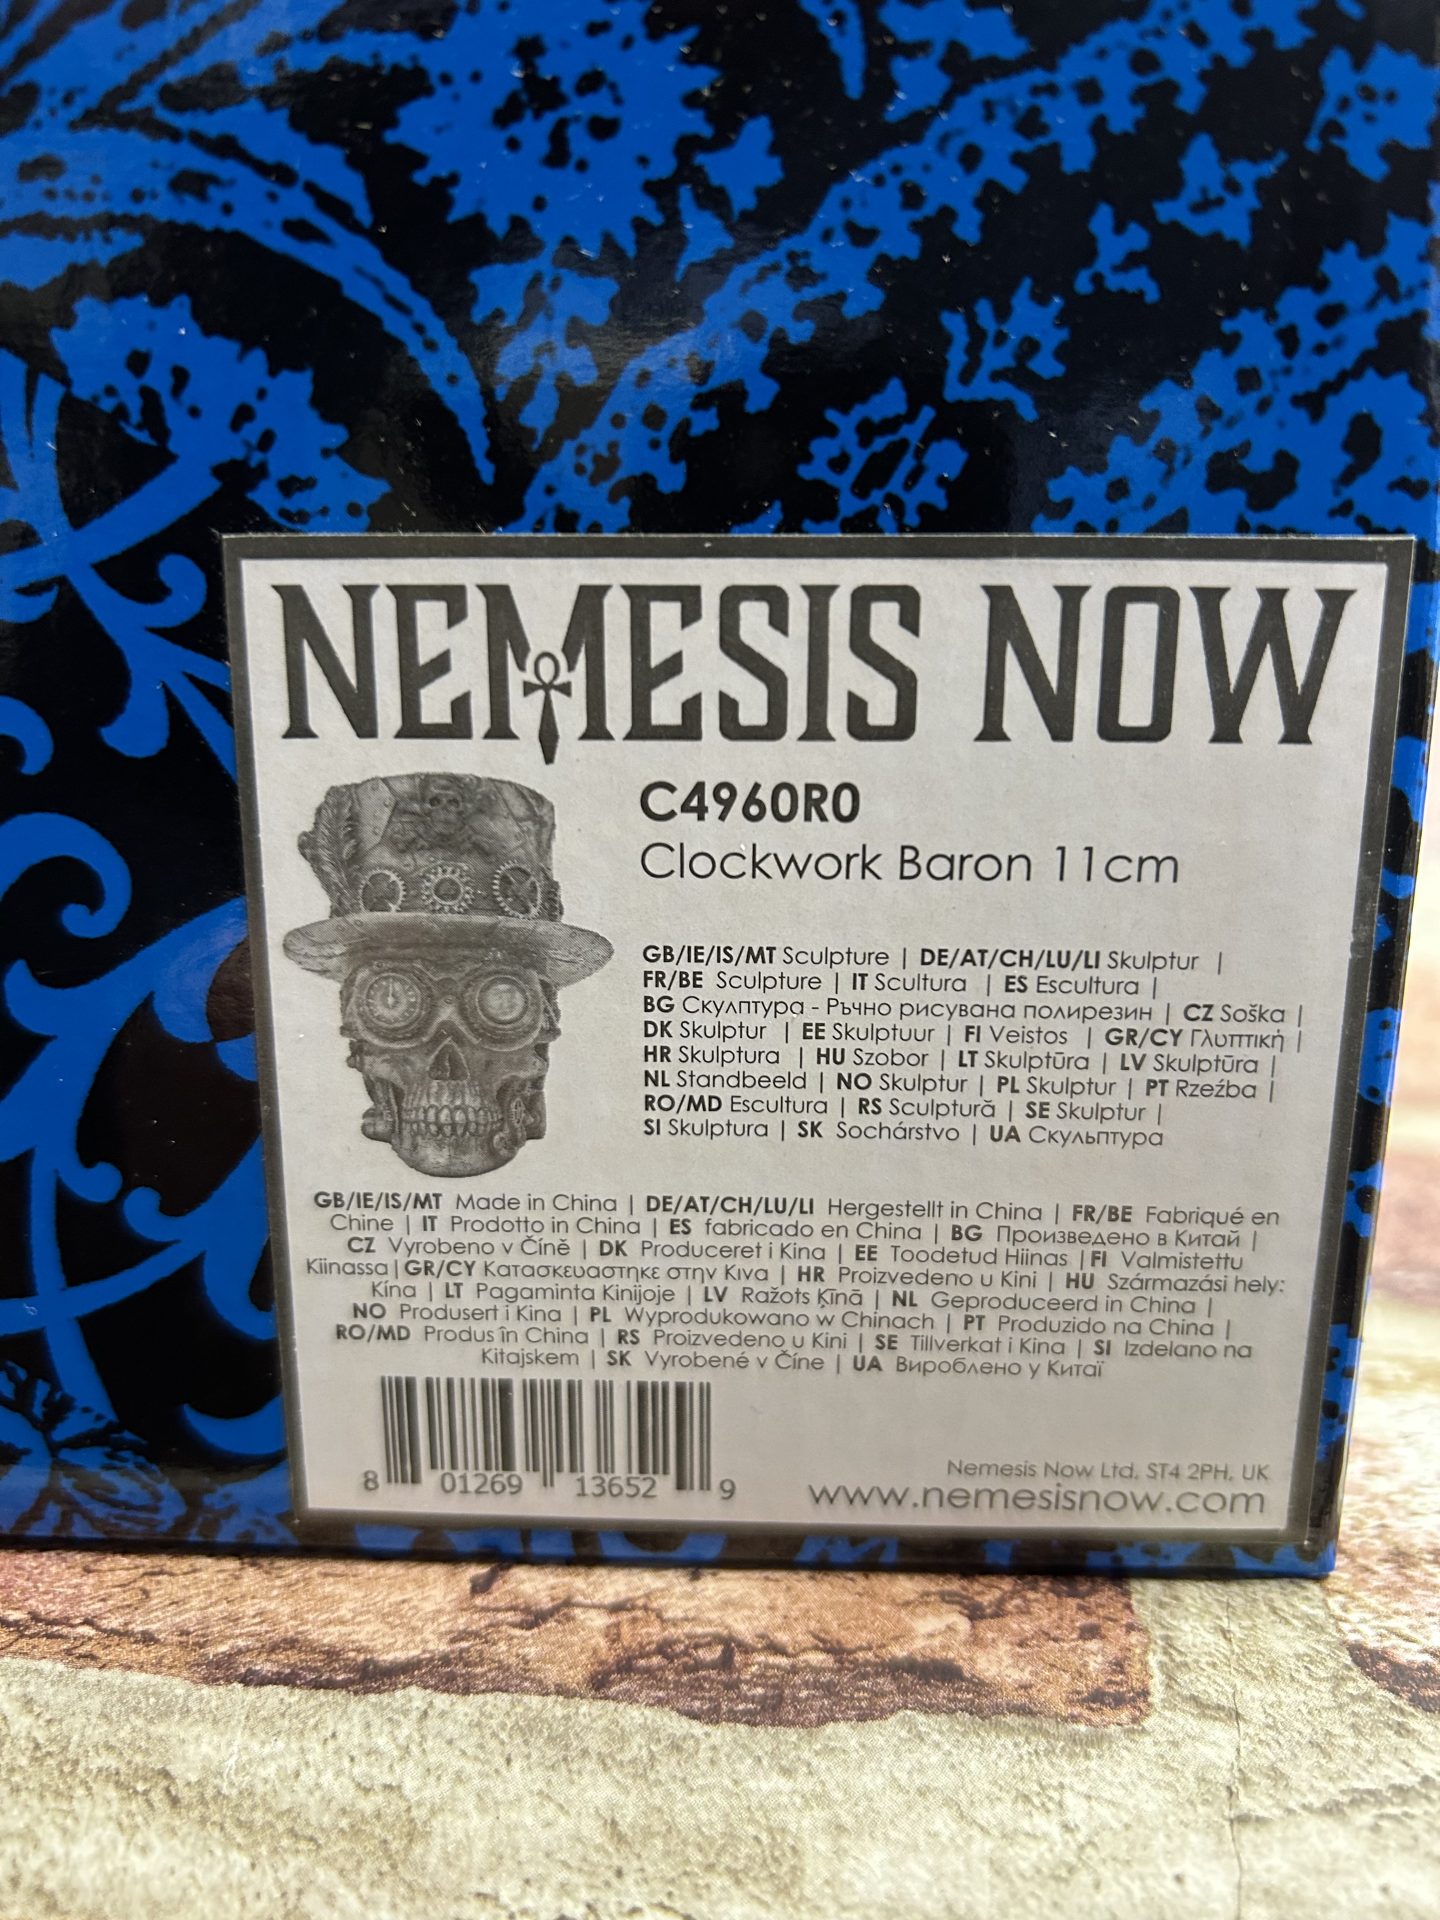 NEMESIS NOW
C4960R0
Clockwork Baron 11cm
GB/IE/IS/MT Sculpture | DE/AT/CH/LU/LI Skulptur |
FR/BE Sculpture | IT Scultura | ES Escultura |
BG Скулптура - Ръчно рисувана полирезин | CZ Soška |
DK Skulptur | EE Skulptuur | FI Veistos | GR/CY Γλυπτική |
HR Skulptura | HU Szobor | LT Skulptūra | LV Skulptūra |
NL Standbeeld | NO Skulptur | PL Skulptur | PT Rzeźba |
RO/MD Escultura | RS Sculptură | SE Skulptur |
SI Skulptura | SK Sochárstvo | UA Скульптура
GB/IE/IS/MT Made in China | DE/AT/CH/LU/LI Hergestellt in China | FR/BE Fabriqué en
Chine | IT Prodotto in China | ES fabricado en China | BG Произведено в Китай |
CZ Vyrobeno v Číně | DK Produceret i Kina | EE Toodetud Hiinas | FI Valmistettu
Kiinassa | GR/CY Κατασκευαστηκε στην Κινα | HR Proizvedeno u Kini | HU Származási hely:
Kína | LT Pagaminta Kinijoje | LV Ražots Ķīnā | NL Geproduceerd in China |
NO Produsert i Kina | PL Wyprodukowano w Chinach | PT Produzido na China |
RO/MD Produs în China | RS Proizvedeno u Kini | SE Tillverkat i Kina | SI Izdelano na
Kitajskem | SK Vyrobené v Číne | UA Вироблено у Китаї
8 01269 13652 9
Nemesis Now Ltd, ST4 2PH, UK
www.nemesisnow.com